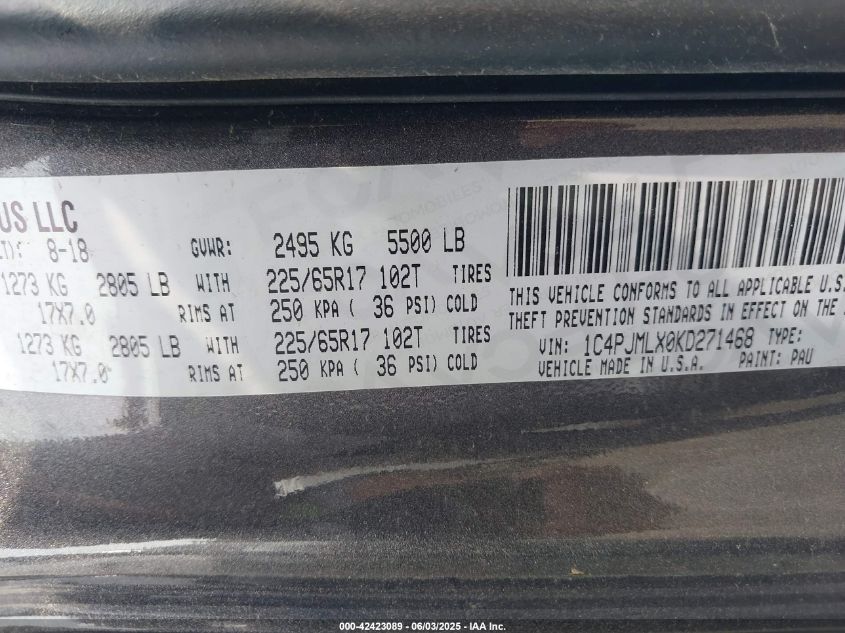 US LLC
8-18 GVWR: 2495 KG 5500 LB
1273 KG 2805 LB WITH 225/65R17 102T TIRES
17X7.0 RIMS AT 250 KPA ( 36 PSI) COLD
1273 KG 2805 LB WITH 225/65R17 102T TIRES
17X7.0 RIMS AT 250 KPA ( 36 PSI) COLD
THIS VEHICLE CONFORMS TO ALL APPLICABLE U.S.
THEFT PREVENTION STANDARDS IN EFFECT ON THE
VIN: 1C4PJMLX0KD271468 TYPE:
VEHICLE MADE IN U.S.A. PAINT: PAU
000-42423089 - 06/03/2025 - IAA Inc.